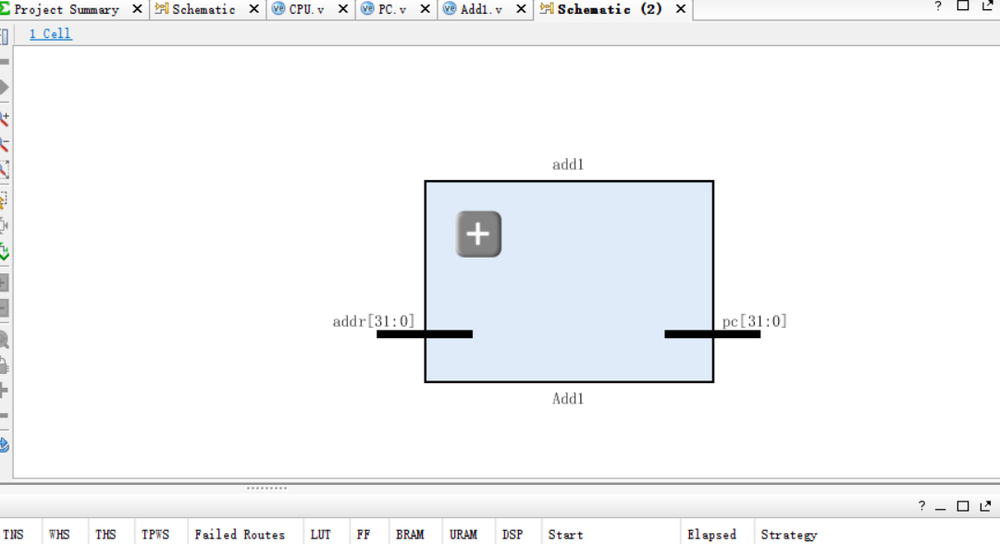 Project Summary × Schematic × CPU.v × PC.v × Add1.v × Schematic (2) × ?
1 Cell
add1
addr[31:0]
pc[31:0]
Add1
?
TNS WHS THS TPWS Failed Routes LUT FF BRAM URAM DSP Start Elapsed Strategy